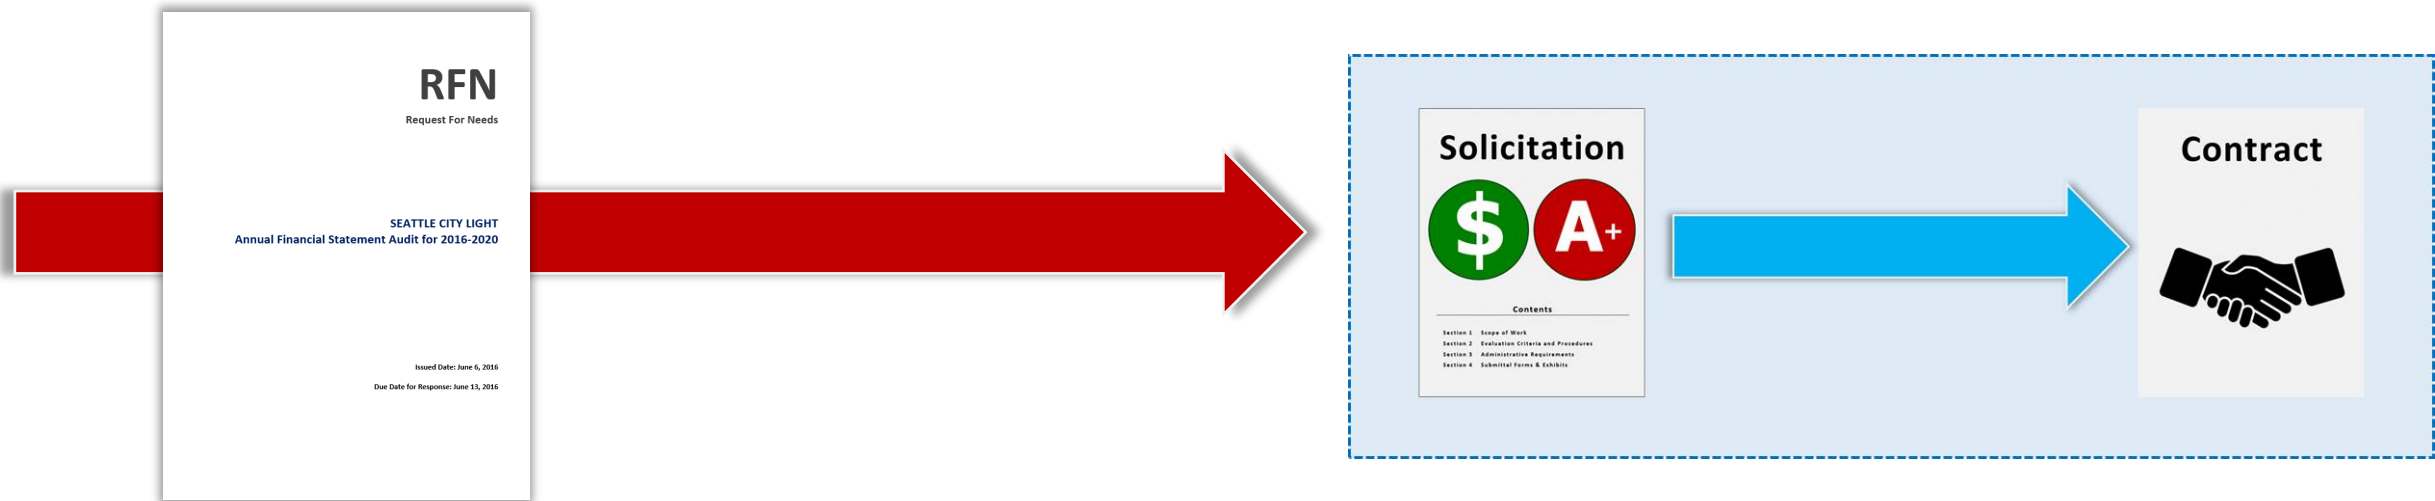 RFN
Request For Needs
SEATTLE CITY LIGHT
Annual Financial Statement Audit for 2016-2020
Issued Date: June 6, 2016
Due Date for Response: June 13, 2016
Solicitation
$ A+
Contents
Section 1 Scope of Work
Section 2 Evaluation Criteria and Procedures
Section 3 Administrative Requirements
Section 4 Submittal Forms & Exhibits
Contract